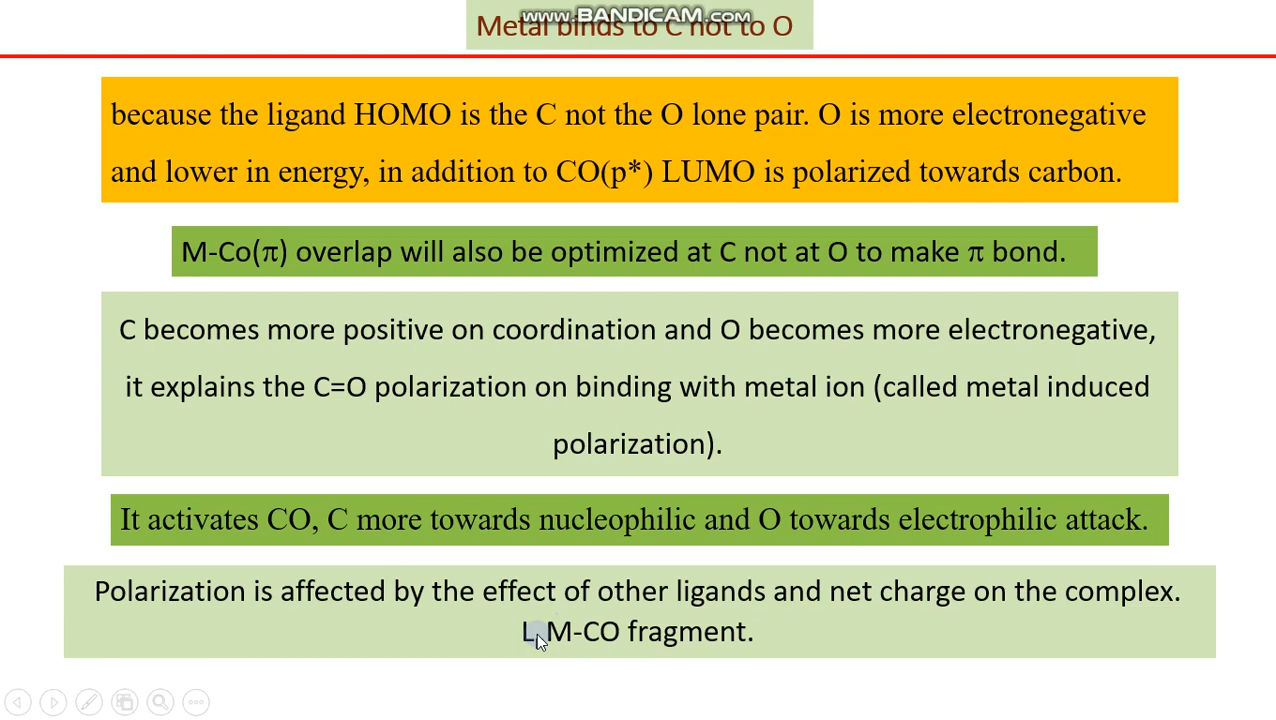 www.BANDICAM.com
Metal binds to C not to O
because the ligand HOMO is the C not the O lone pair. O is more electronegative
and lower in energy, in addition to CO(p*) LUMO is polarized towards carbon.
M-Co(π) overlap will also be optimized at C not at O to make π bond.
C becomes more positive on coordination and O becomes more electronegative,
it explains the C=O polarization on binding with metal ion (called metal induced
polarization).
It activates CO, C more towards nucleophilic and O towards electrophilic attack.
Polarization is affected by the effect of other ligands and net charge on the complex.
L M-CO fragment.